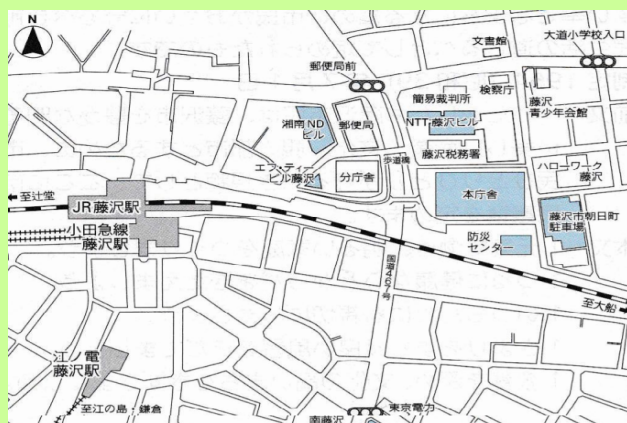 文書館
大道小学校入口
郵便局前
検察庁
簡易裁判所
藤沢
青少年会館
湘南ND
ビル
郵便局
NTT藤沢ビル
藤沢税務署
歩道橋
エフ・ディー
ビル藤沢
分庁舎
ハローワーク
藤沢
至辻堂
JR藤沢駅
本庁舎
藤沢市朝日町
駐車場
小田急線
藤沢駅
防災
センター
国道467号
至大船
江ノ電
藤沢駅
至江の島・鎌倉
南藤沢
東京電力